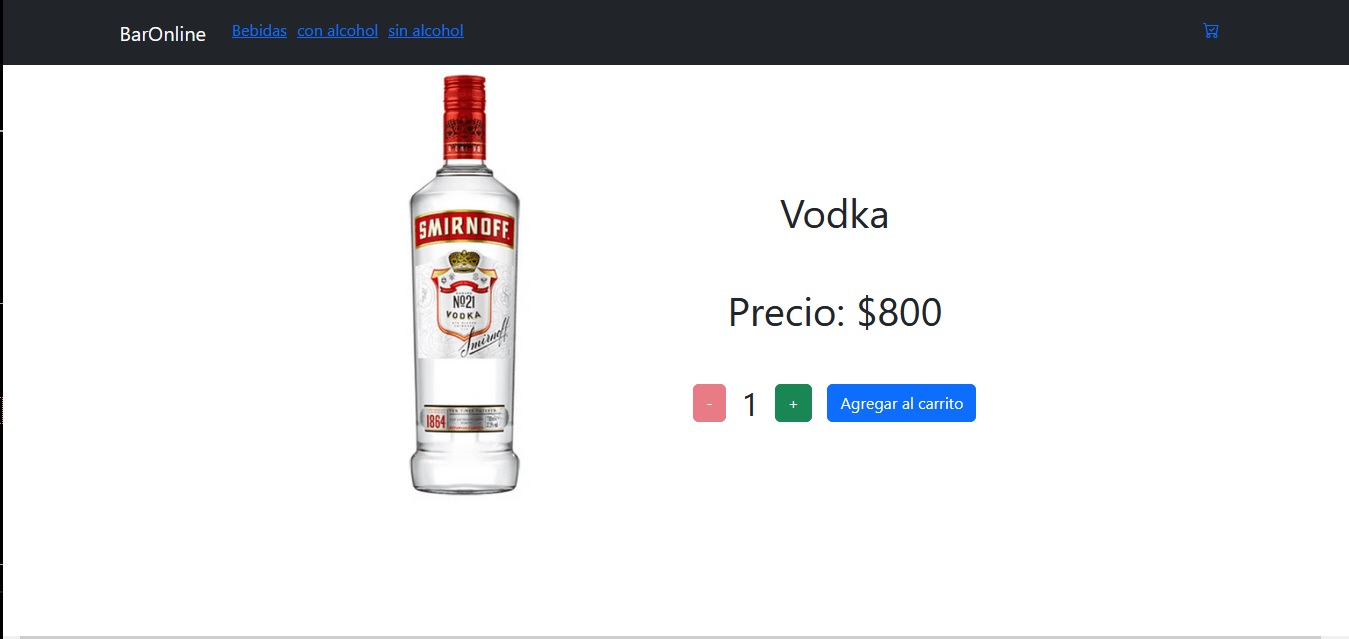 BarOnline Bebidas con alcohol sin alcohol
SMIRNOFF
No21
VODKA
Smirnoff
1864
Vodka
Precio: $800
- 1 + Agregar al carrito